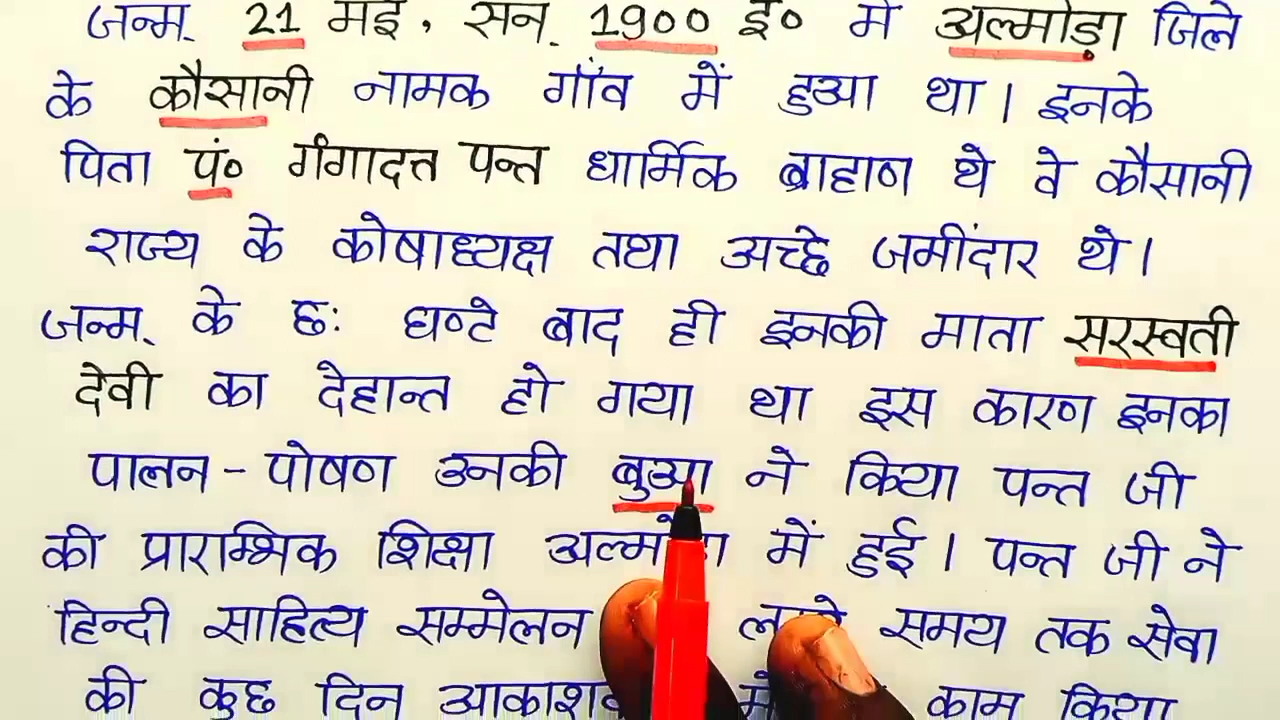 जन्म. 21 मई, सन. 1900 ई० में अल्मोड़ा जिले
के कौसानी नामक गाँव में हुआ था। इनके
पिता पं० गंगादत्त पन्त धार्मिक ब्राहाण थे वे कौसानी
राज्य के कोषाध्यक्ष तथा अच्छे जमींदार थे।
जन्म. के छः घण्टे बाद ही इनकी माता सरस्वती
देवी का देहान्त हो गया था इस कारण इनका
पालन - पोषण उनकी बुआ ने किया पन्त जी
की प्रारम्भिक शिक्षा में हुई। पन्त जी ने
हिन्दी साहित्य सम्मेलन समय तक सेवा
की कुछ दिन काम किया